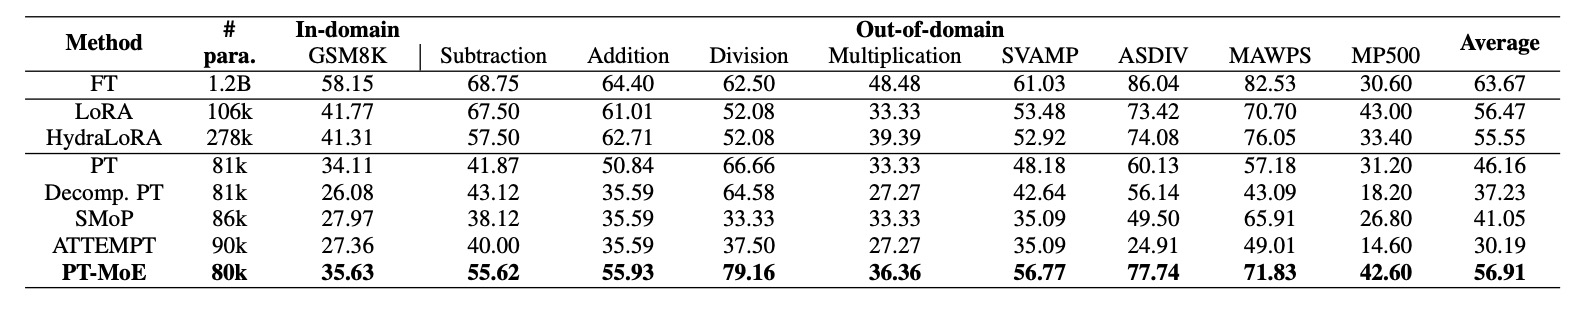 Method # para. In-domain Out-of-domain Average
GSM8K Subtraction Addition Division Multiplication SVAMP ASDIV MAWPS MP500
FT 1.2B 58.15 68.75 64.40 62.50 48.48 61.03 86.04 82.53 30.60 63.67
LoRA 106k 41.77 67.50 61.01 52.08 33.33 53.48 73.42 70.70 43.00 56.47
HydraLoRA 278k 41.31 57.50 62.71 52.08 39.39 52.92 74.08 76.05 33.40 55.55
PT 81k 34.11 41.87 50.84 66.66 33.33 48.18 60.13 57.18 31.20 46.16
Decomp. PT 81k 26.08 43.12 35.59 64.58 27.27 42.64 56.14 43.09 18.20 37.23
SMoP 86k 27.97 38.12 35.59 33.33 33.33 35.09 49.50 65.91 26.80 41.05
ATTEMPT 90k 27.36 40.00 35.59 37.50 27.27 35.09 24.91 49.01 14.60 30.19
PT-MoE 80k 35.63 55.62 55.93 79.16 36.36 56.77 77.74 71.83 42.60 56.91